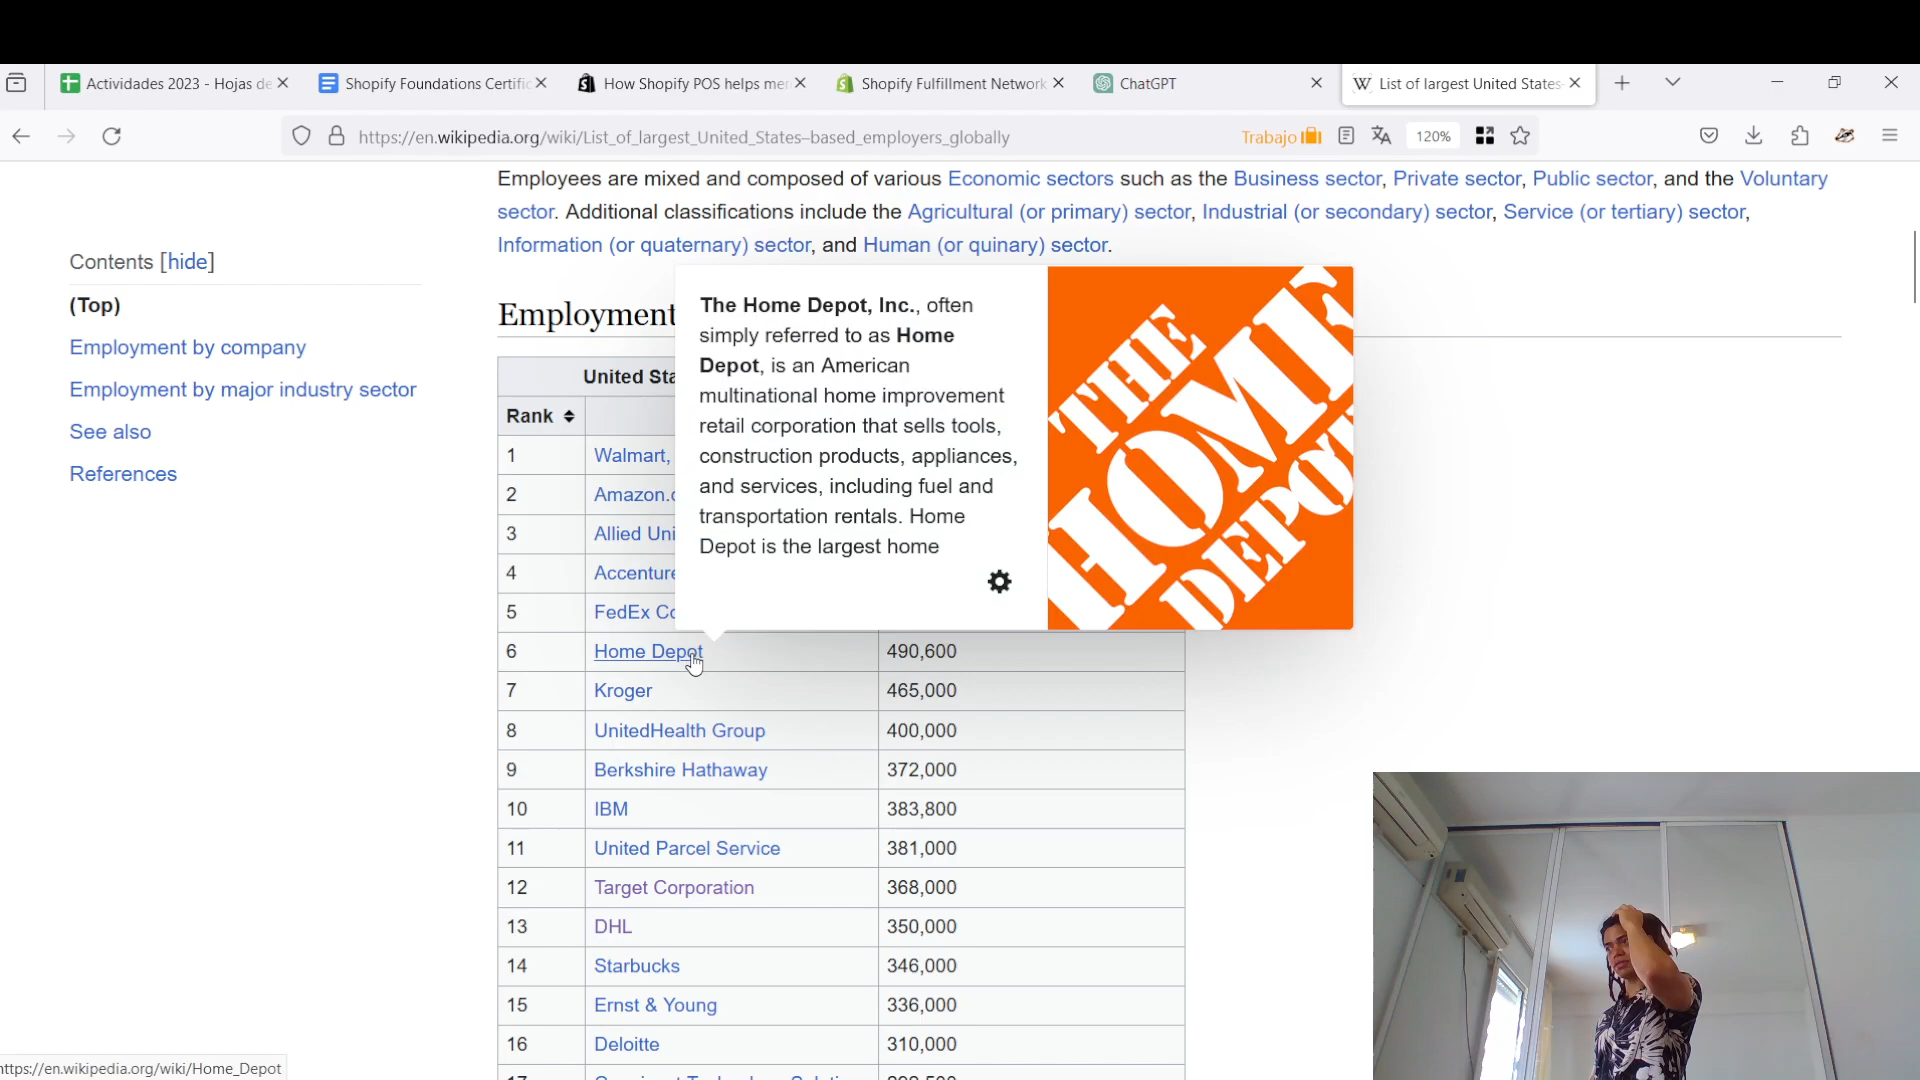 Actividades 2023 - Hojas de
Shopify Foundations Certific
How Shopify POS helps mer
Shopify Fulfillment Network
ChatGPT
List of largest United States-
https://en.wikipedia.org/wiki/List_of_largest_United_States–based_employers_globally
Trabajo
120%
Employees are mixed and composed of various Economic sectors such as the Business sector, Private sector, Public sector, and the Voluntary
sector. Additional classifications include the Agricultural (or primary) sector, Industrial (or secondary) sector, Service (or tertiary) sector,
Information (or quaternary) sector, and Human (or quinary) sector.
Contents [hide]
(Top)
Employment by company
Employment by major industry sector
See also
References
Employment
The Home Depot, Inc., often
simply referred to as Home
Depot, is an American
multinational home improvement
retail corporation that sells tools,
construction products, appliances,
and services, including fuel and
transportation rentals. Home
Depot is the largest home
THE
HOME
DEPOT
United Sta
Rank
1 Walmart,
2 Amazon.c
3 Allied Uni
4 Accenture
5 FedEx Co
6 Home Depot 490,600
7 Kroger 465,000
8 UnitedHealth Group 400,000
9 Berkshire Hathaway 372,000
10 IBM 383,800
11 United Parcel Service 381,000
12 Target Corporation 368,000
13 DHL 350,000
14 Starbucks 346,000
15 Ernst & Young 336,000
16 Deloitte 310,000
https://en.wikipedia.org/wiki/Home_Depot